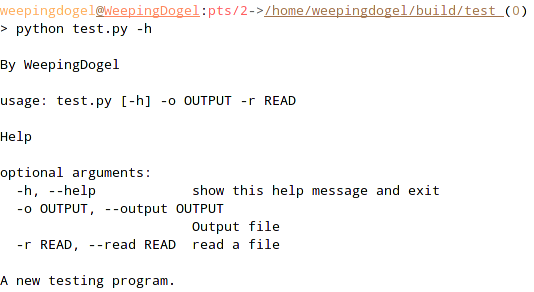 weepingdogel@WeepingDogel:pts/2->/home/weepingdogel/build/test (0)
> python test.py -h
By WeepingDogel
usage: test.py [-h] -o OUTPUT -r READ
Help
optional arguments:
  -h, --help            show this help message and exit
  -o OUTPUT, --output OUTPUT
                        Output file
  -r READ, --read READ  read a file
A new testing program.